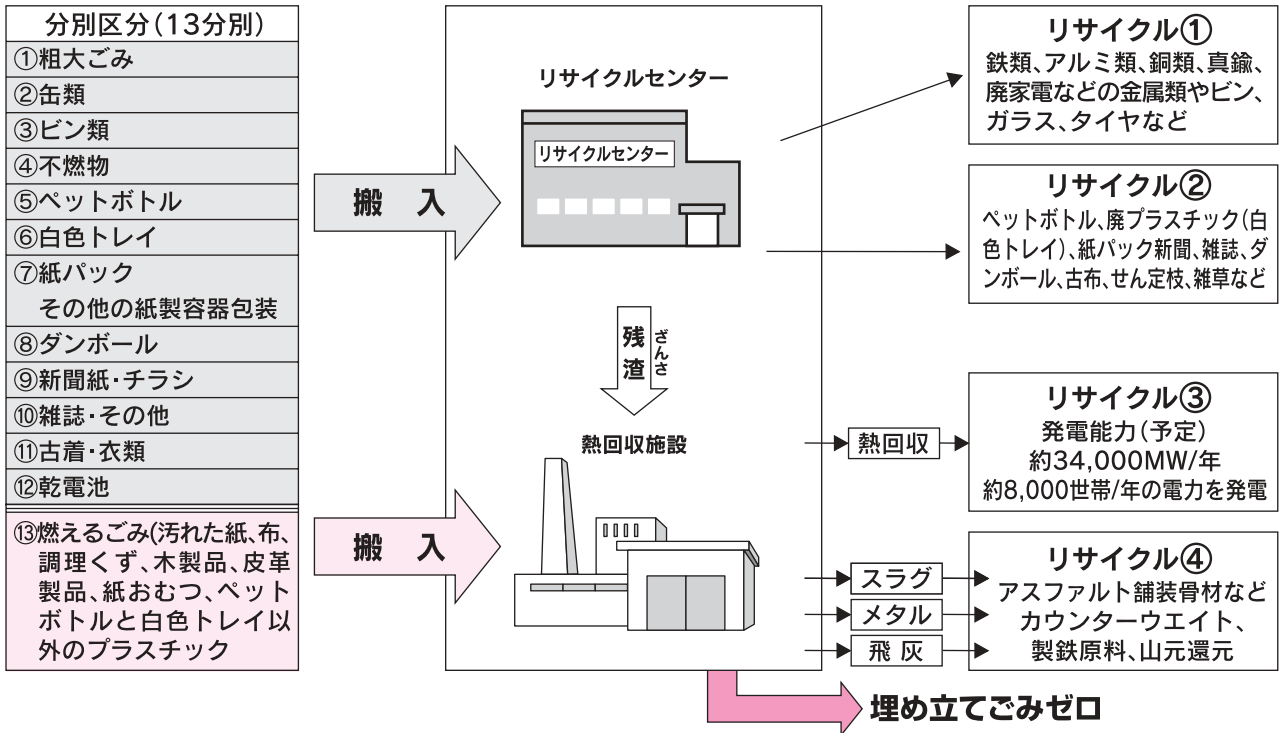 分別区分(13分別)
①粗大ごみ
②缶類
③ビン類
④不燃物
⑤ペットボトル
⑥白色トレイ
⑦紙パック
その他の紙製容器包装
⑧ダンボール
⑨新聞紙・チラシ
⑩雑誌・その他
⑪古着・衣類
⑫乾電池
⑬燃えるごみ(汚れた紙、布、
調理くず、木製品、皮革
製品、紙おむつ、ペット
ボトルと白色トレイ以
外のプラスチック
搬 入
搬 入
リサイクルセンター
リサイクルセンター
残渣
ざんさ
熱回収施設
熱回収
スラグ
メタル
飛灰
リサイクル①
鉄類、アルミ類、銅類、真鍮、
廃家電などの金属類やビン、
ガラス、タイヤなど
リサイクル②
ペットボトル、廃プラスチック(白
色トレイ)、紙パック新聞、雑誌、ダ
ンボール、古布、せん定枝、雑草など
リサイクル③
発電能力(予定)
約34,000MW/年
約8,000世帯/年の電力を発電
リサイクル④
アスファルト舗装骨材など
カウンターウエイト、
製鉄原料、山元還元
埋め立てごみゼロ